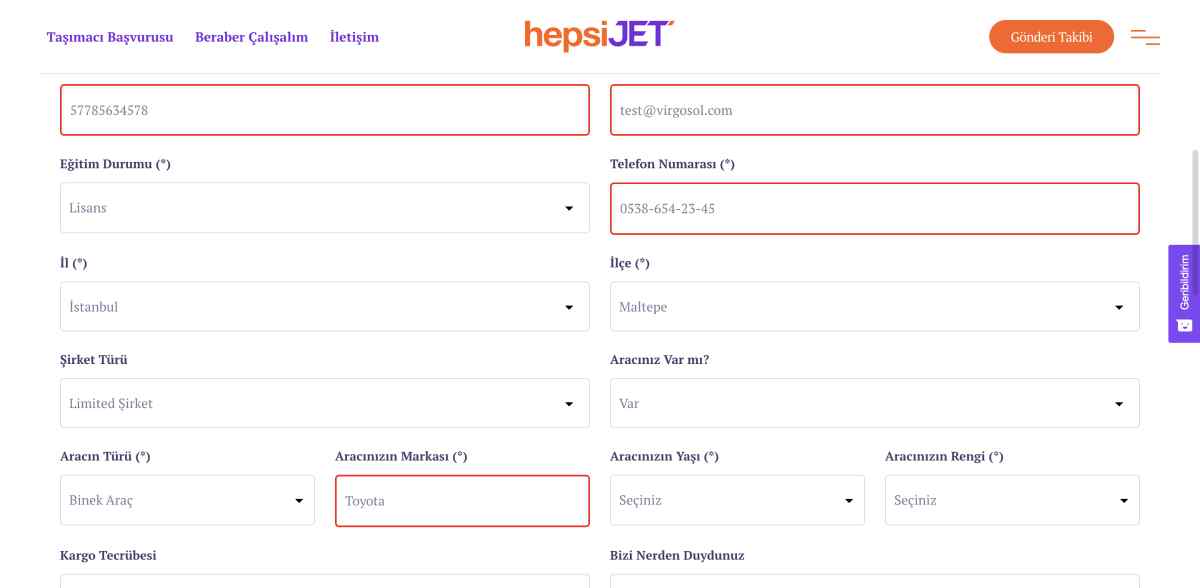 Taşımacı Başvurusu Beraber Çalışalım İletişim hepsiJET Gönderi Takibi
57785634578 test@virgosol.com
Eğitim Durumu (*) Telefon Numarası (*)
Lisans 0538-654-23-45
İl (*) İlçe (*)
İstanbul Maltepe
Şirket Türü Aracınız Var mı?
Limited Şirket Var
Aracın Türü (*) Aracınızın Markası (*) Aracınızın Yaşı (*) Aracınızın Rengi (*)
Binek Araç Toyota Seçiniz Seçiniz
Kargo Tecrübesi Bizi Nerden Duydunuz
Geribildirim